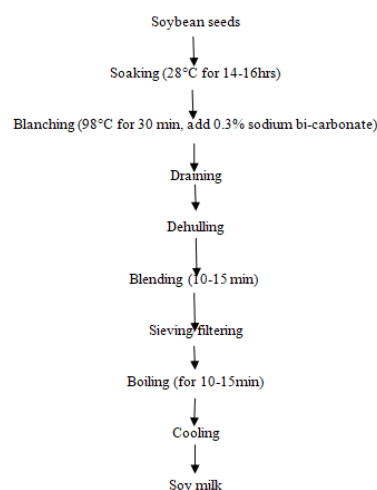 Soybean seeds
Soaking (28°C for 14-16hrs)
Blanching (98°C for 30 min, add 0.3% sodium bi-carbonate)
Draining
Dehulling
Blending (10-15 min)
Sieving/filtering
Boiling (for 10-15min)
Cooling
Soy milk